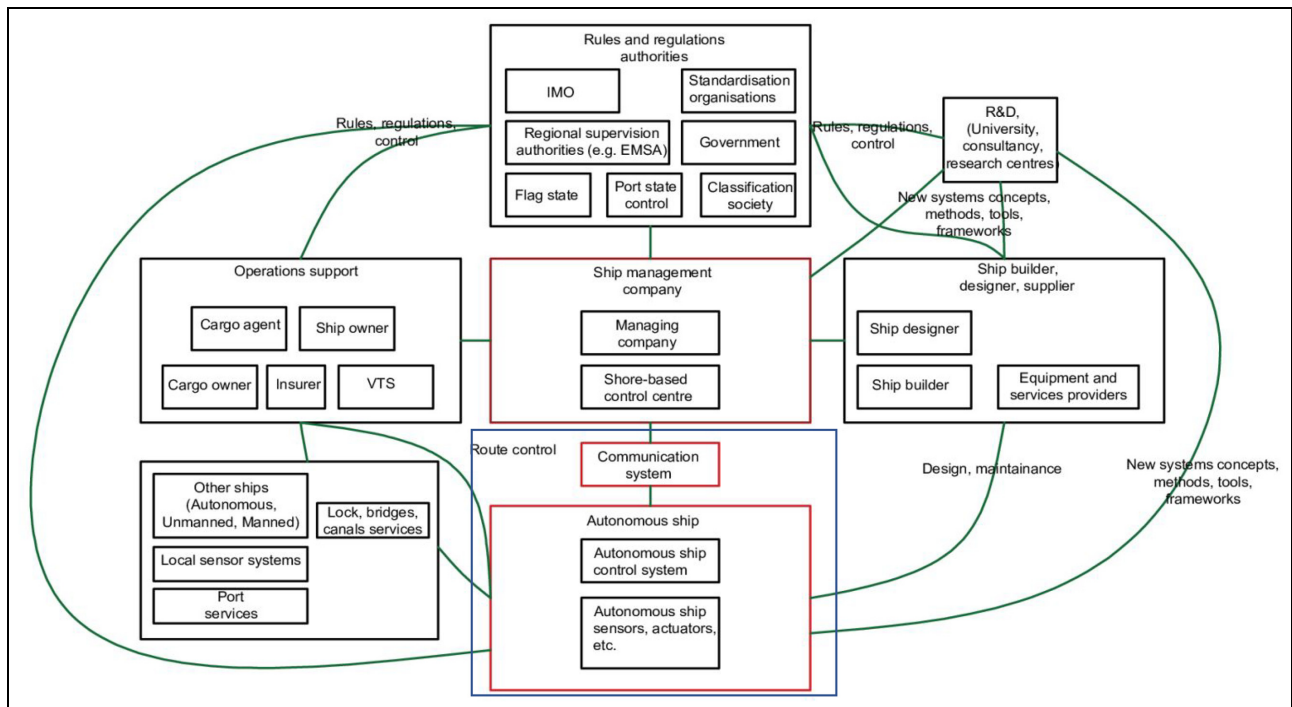 Rules and regulations
authorities
IMO
Standardisation
organisations
Regional supervision
authorities (e.g. EMSA)
Government
Flag state
Port state
control
Classification
society
Rules, regulations,
control
Rules, regulations,
control
R&D,
(University,
consultancy,
research centres)
New systems concepts,
methods, tools,
frameworks
Operations support
Cargo agent
Ship owner
Cargo owner
Insurer
VTS
Ship management
company
Managing
company
Shore-based
control centre
Ship builder,
designer, supplier
Ship designer
Ship builder
Equipment and
services providers
Route control
Communication
system
Design, maintainance
New systems concepts,
methods, tools,
frameworks
Other ships
(Autonomous,
Unmanned, Manned)
Lock, bridges,
canals services
Local sensor systems
Port
services
Autonomous ship
Autonomous ship
control system
Autonomous ship
sensors, actuators,
etc.